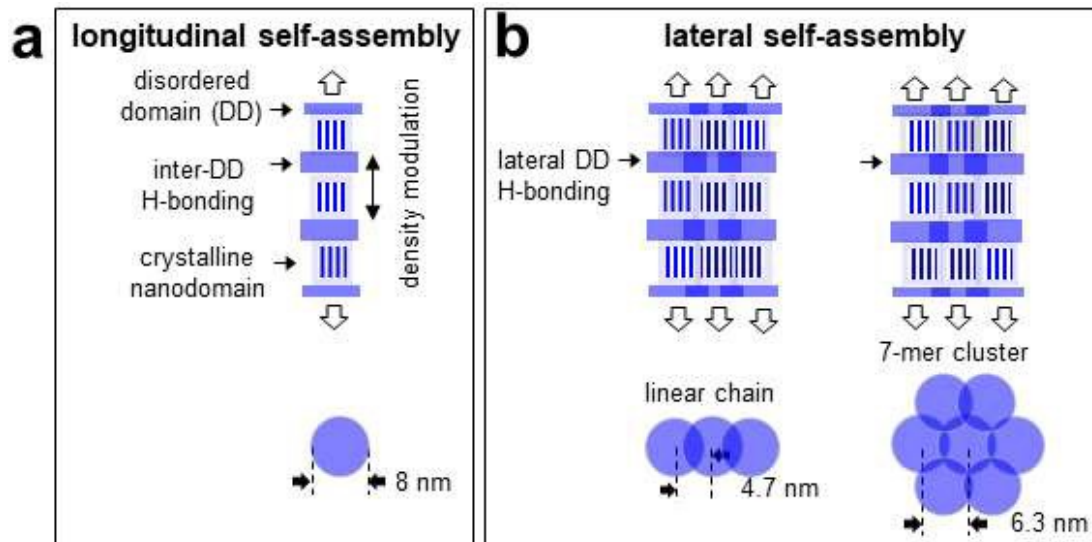 a
longitudinal self-assembly
disordered
domain (DD)
inter-DD
H-bonding
crystalline
nanodomain
density modulation
8 nm
b
lateral self-assembly
lateral DD
H-bonding
linear chain
4.7 nm
7-mer cluster
6.3 nm